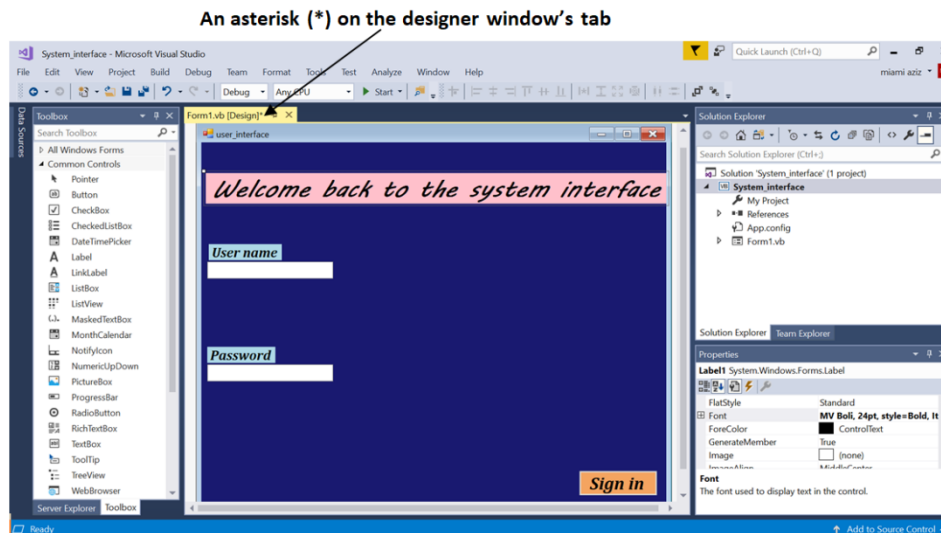 An asterisk (*) on the designer window's tab
System_interface - Microsoft Visual Studio
Quick Launch (Ctrl+Q)
File Edit View Project Build Debug Team Format Tools Test Analyze Window Help
miami aziz
Debug Any CPU Start
Data Sources
Toolbox
Search Toolbox
All Windows Forms
Common Controls
Pointer
Button
CheckBox
CheckedListBox
DateTimePicker
Label
LinkLabel
ListBox
ListView
MaskedTextBox
MonthCalendar
NotifyIcon
NumericUpDown
PictureBox
ProgressBar
RadioButton
RichTextBox
TextBox
ToolTip
TreeView
WebBrowser
Server Explorer Toolbox
Form1.vb [Design]*
user_interface
Welcome back to the system interface
User name
Password
Sign in
Solution Explorer
Search Solution Explorer (Ctrl+;)
Solution 'System_interface' (1 project)
System_interface
My Project
References
App.config
Form1.vb
Solution Explorer Team Explorer
Properties
Label1 System.Windows.Forms.Label
FlatStyle Standard
Font MV Boli, 24pt, style=Bold, It
ForeColor ControlText
GenerateMember True
Image (none)
ImageAlign MiddleCenter
Font
The font used to display text in the control.
Ready
Add to Source Control